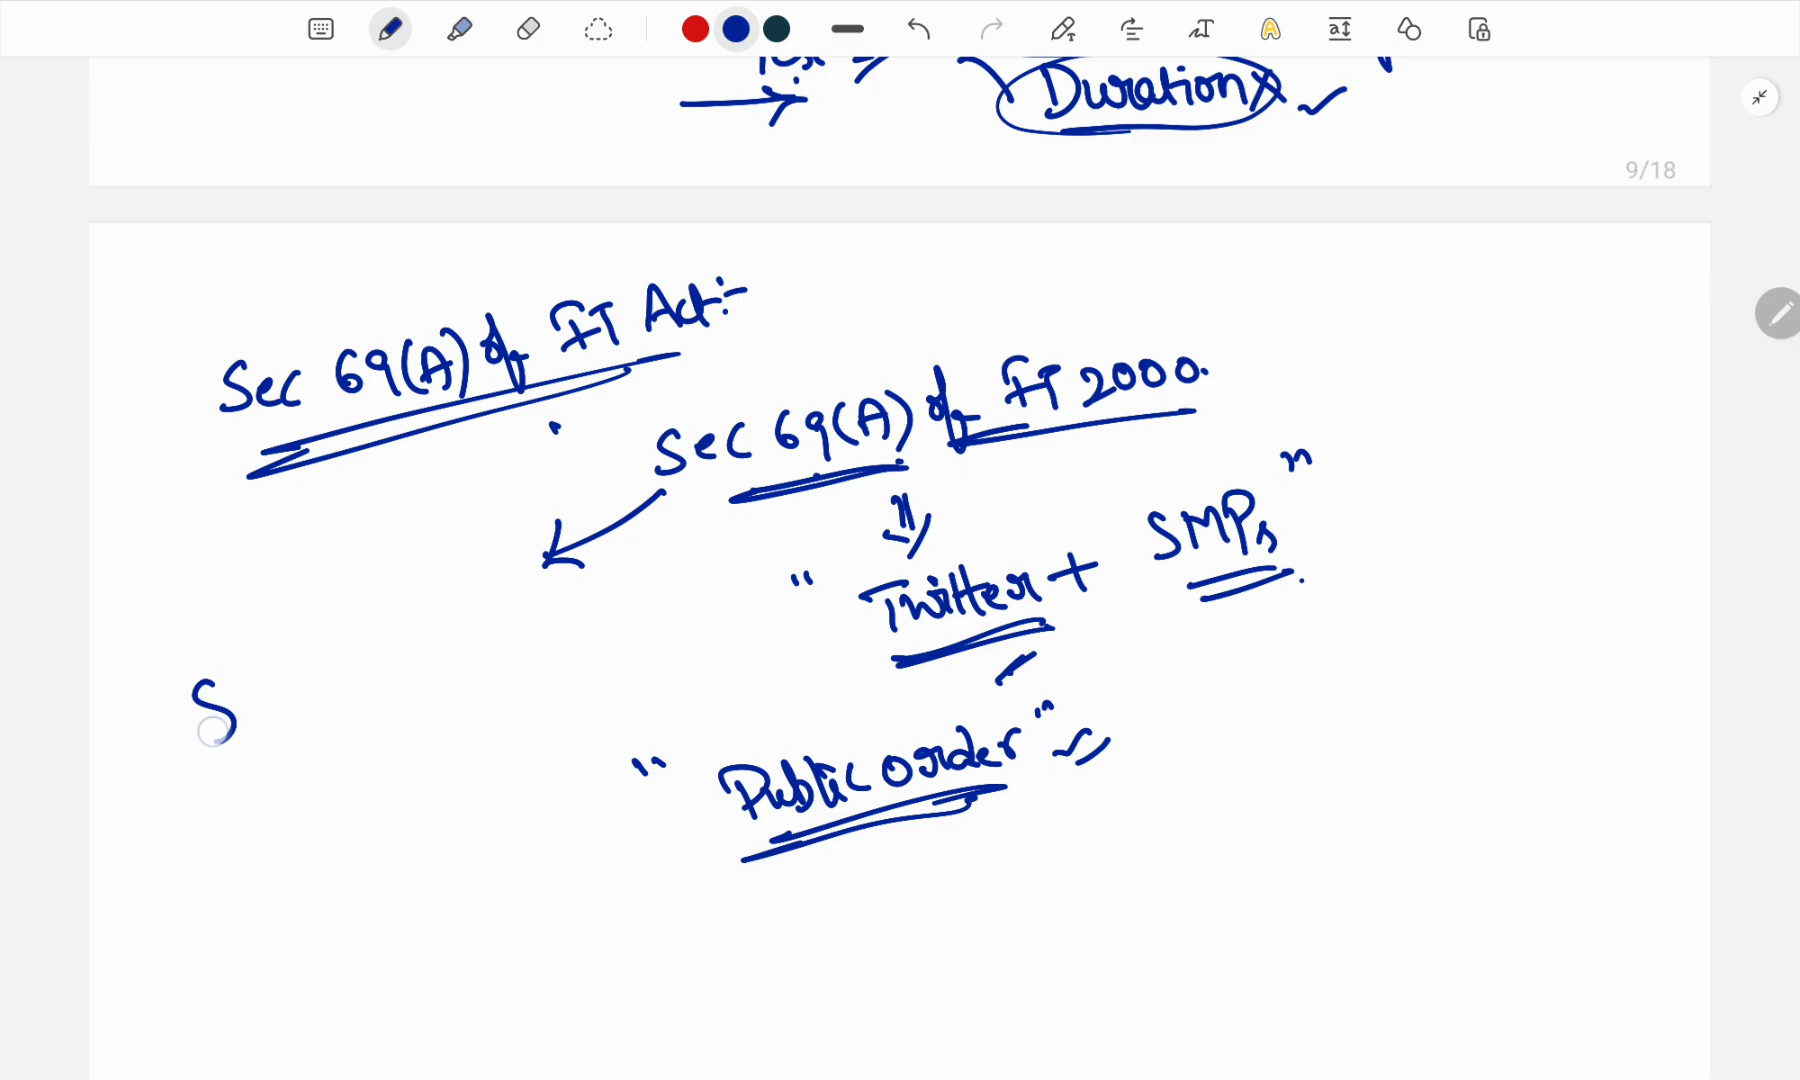 Duration
9/18
Sec 69(A) of IT Act:-
Sec 69(A) of IT 2000.
" Twitter + SMPs "
" Public order "
S